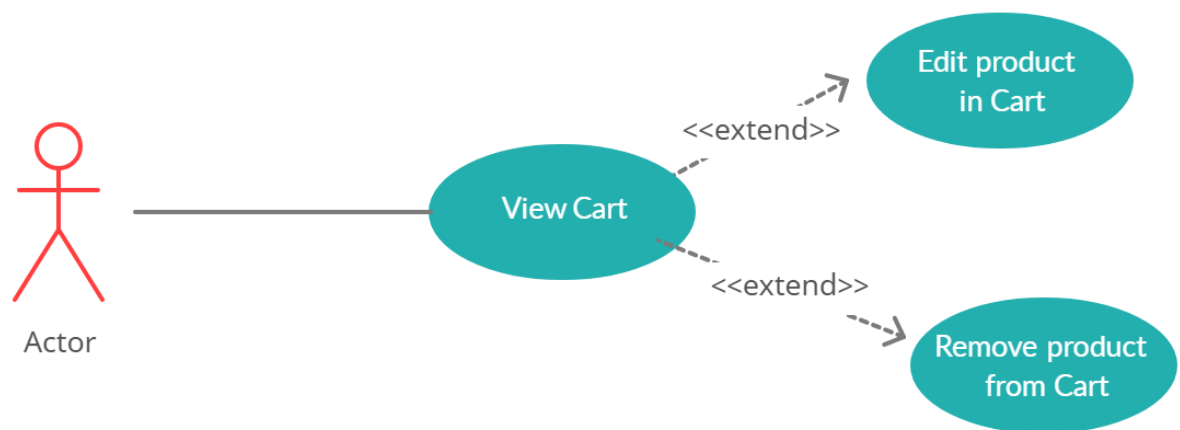 Edit product
in Cart
<<extend>>
View Cart
<<extend>>
Actor
Remove product
from Cart